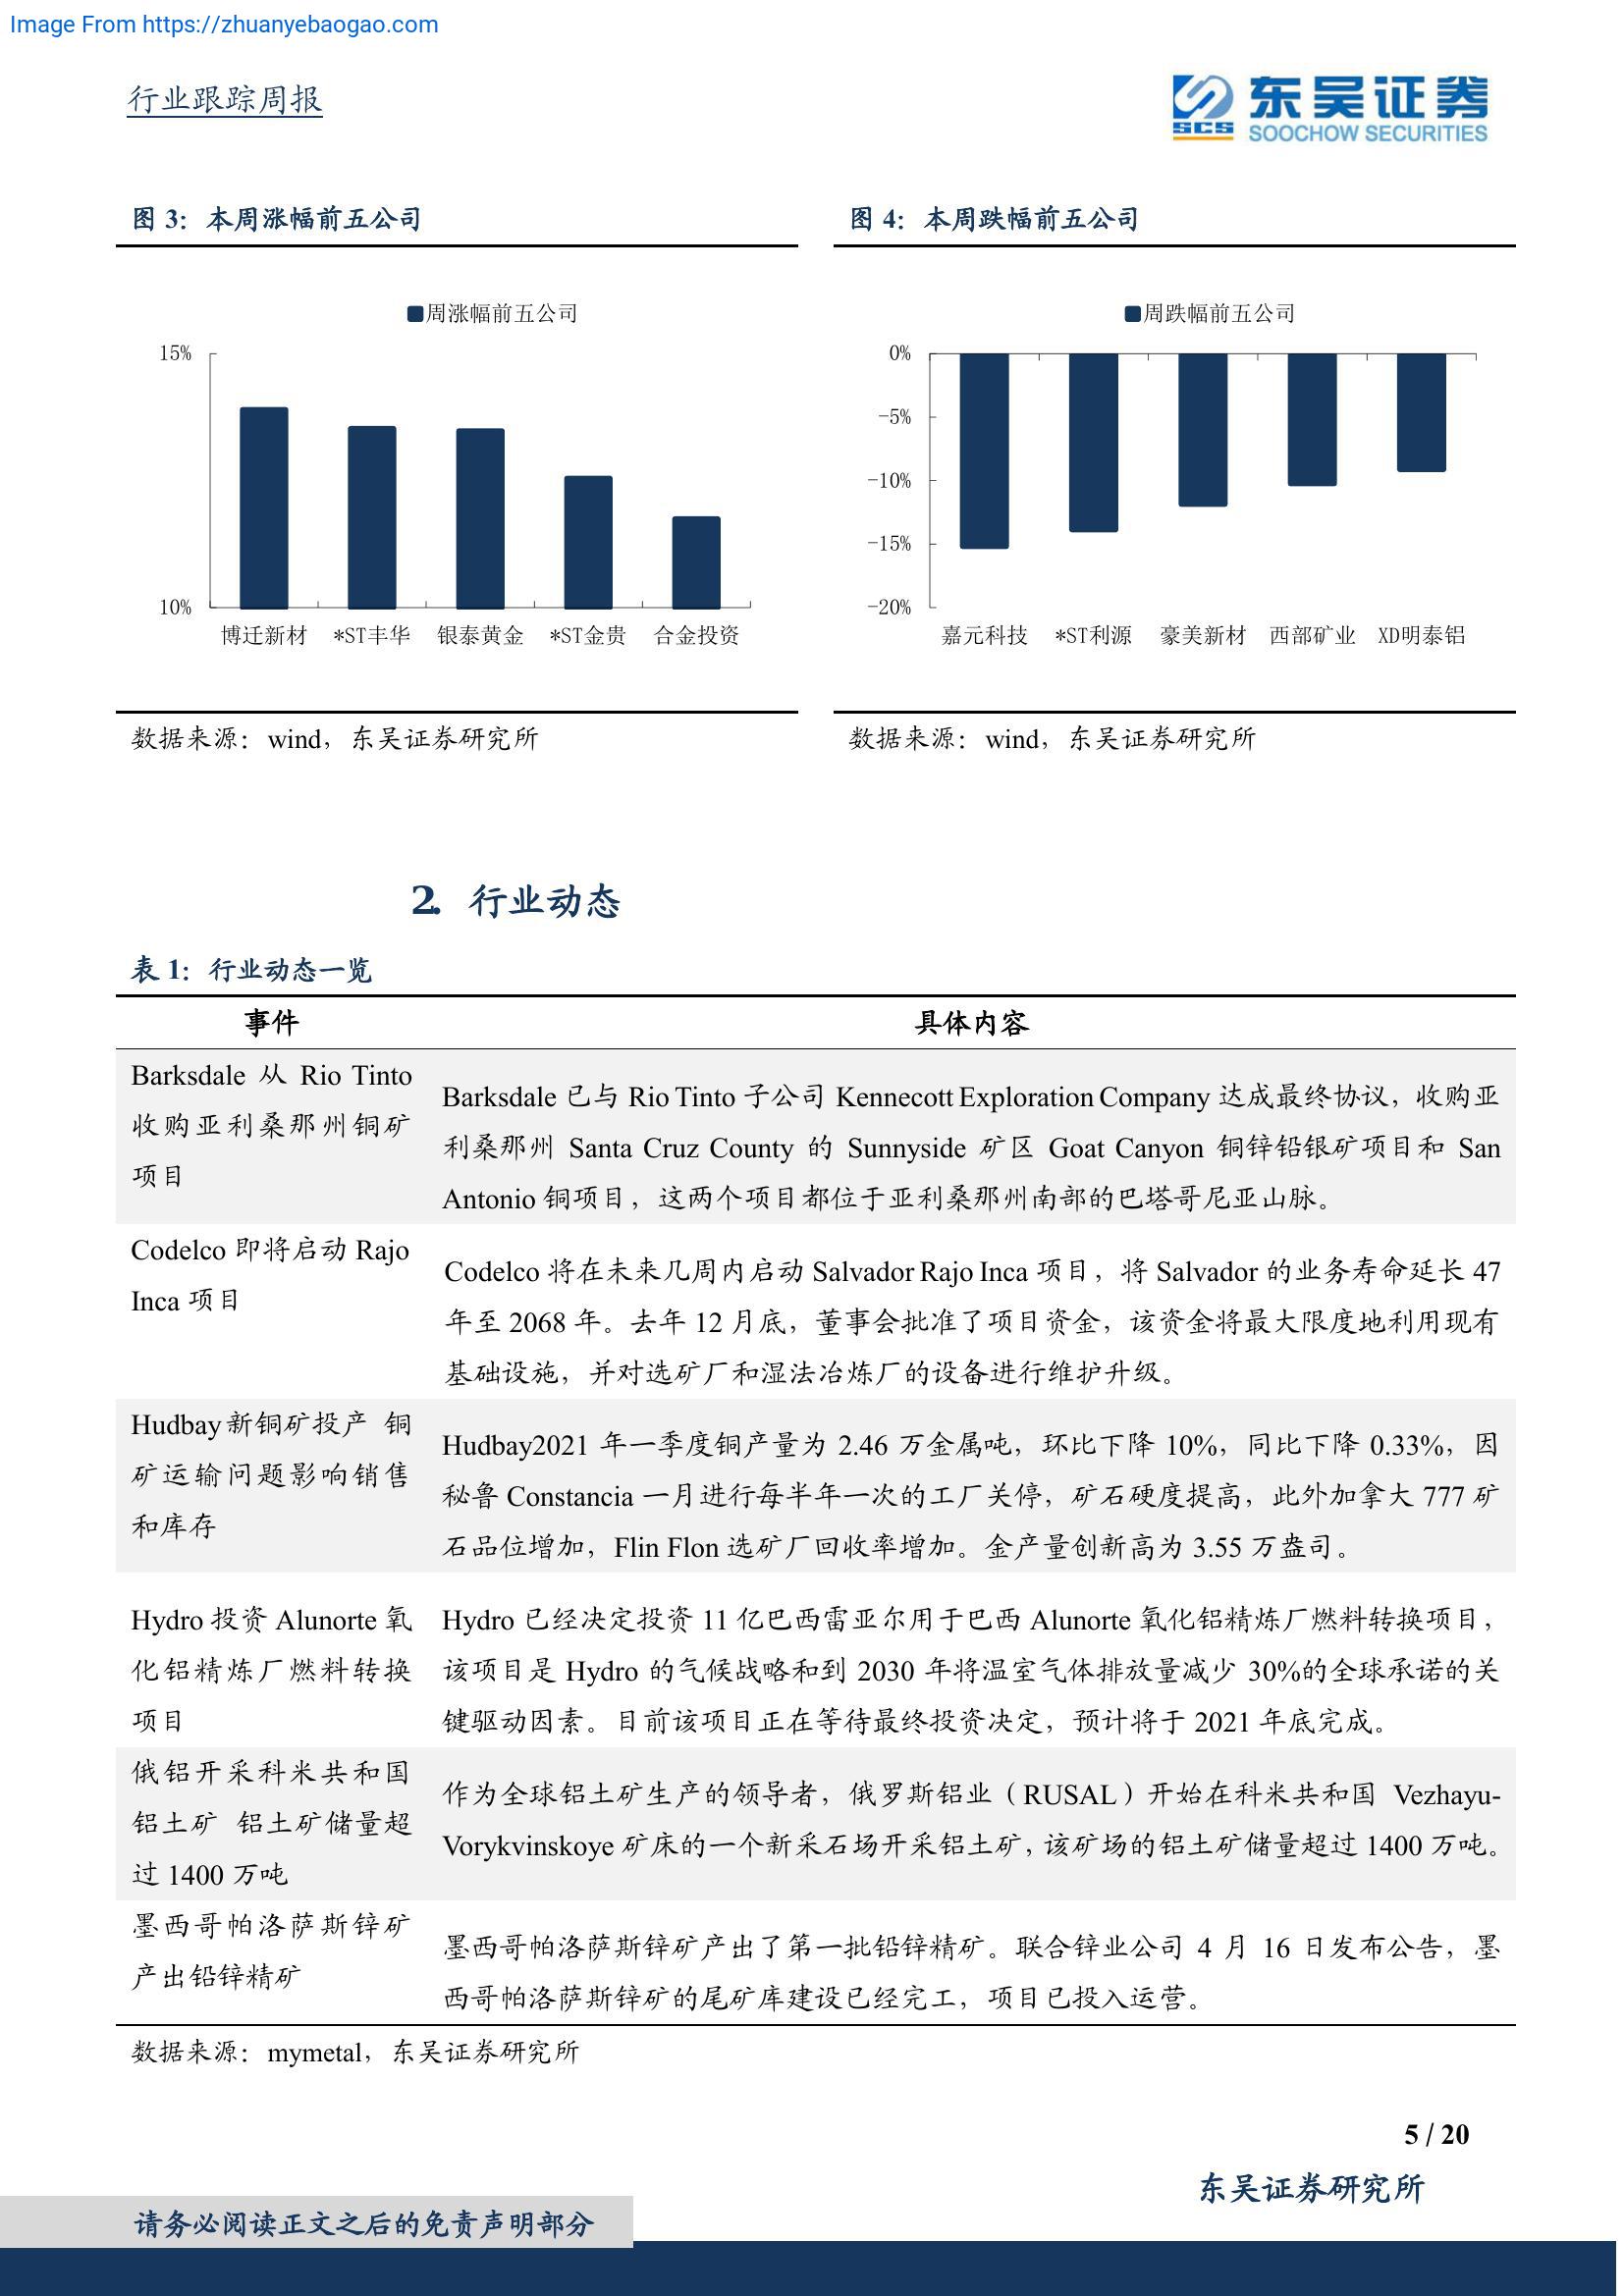 Image From https://zhuanyebaogao.com
行业跟踪周报
SCS
东吴证券
SOOCHOW SECURITIES
图 3：本周涨幅前五公司
周涨幅前五公司
15%
10%
博迁新材 *ST丰华 银泰黄金 *ST金贵 合金投资
数据来源：wind，东吴证券研究所
图 4：本周跌幅前五公司
周跌幅前五公司
0%
-5%
-10%
-15%
-20%
嘉元科技 *ST利源 豪美新材 西部矿业 XD明泰铝
数据来源：wind，东吴证券研究所
2. 行业动态
表 1：行业动态一览
事件
具体内容
Barksdale 从 Rio Tinto
收购亚利桑那州铜矿
项目
Barksdale 已与 Rio Tinto 子公司 Kennecott Exploration Company 达成最终协议，收购亚
利桑那州 Santa Cruz County 的 Sunnyside 矿区 Goat Canyon 铜锌铅银矿项目和 San
Antonio 铜项目，这两个项目都位于亚利桑那州南部的巴塔哥尼亚山脉。
Codelco 即将启动 Rajo
Inca 项目
Codelco 将在未来几周内启动 Salvador Rajo Inca 项目，将 Salvador 的业务寿命延长 47
年至 2068 年。去年 12 月底，董事会批准了项目资金，该资金将最大限度地利用现有
基础设施，并对选矿厂和湿法冶炼厂的设备进行维护升级。
Hudbay新铜矿投产 铜
矿运输问题影响销售
和库存
Hudbay2021 年一季度铜产量为 2.46 万金属吨，环比下降 10%，同比下降 0.33%，因
秘鲁 Constancia 一月进行每半年一次的工厂关停，矿石硬度提高，此外加拿大 777 矿
石品位增加，Flin Flon 选矿厂回收率增加。金产量创新高为 3.55 万盎司。
Hydro 投资 Alunorte 氧
化铝精炼厂燃料转换
项目
Hydro 已经决定投资 11 亿巴西雷亚尔用于巴西 Alunorte 氧化铝精炼厂燃料转换项目，
该项目是 Hydro 的气候战略和到 2030 年将温室气体排放量减少 30%的全球承诺的关
键驱动因素。目前该项目正在等待最终投资决定，预计将于 2021 年底完成。
俄铝开采科米共和国
铝土矿 铝土矿储量超
过 1400 万吨
作为全球铝土矿生产的领导者，俄罗斯铝业（RUSAL）开始在科米共和国 Vezhayu-
Vorykvinskoye 矿床的一个新采石场开采铝土矿，该矿场的铝土矿储量超过 1400 万吨。
墨西哥帕洛萨斯锌矿
产出铅锌精矿
墨西哥帕洛萨斯锌矿产出了第一批铅锌精矿。联合锌业公司 4 月 16 日发布公告，墨
西哥帕洛萨斯锌矿的尾矿库建设已经完工，项目已投入运营。
数据来源：mymetal，东吴证券研究所
5 / 20
东吴证券研究所
请务必阅读正文之后的免责声明部分